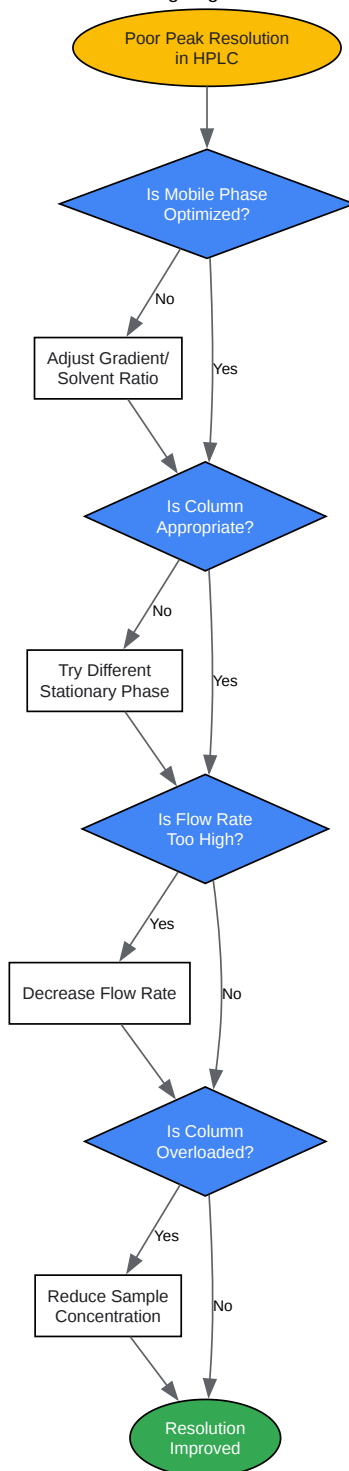 Poor Peak Resolution
in HPLC
Is Mobile Phase
Optimized?
No
Adjust Gradient/
Solvent Ratio
Yes
Is Column
Appropriate?
No
Try Different
Stationary Phase
Yes
Is Flow Rate
Too High?
Yes
Decrease Flow Rate
No
Is Column
Overloaded?
Yes
Reduce Sample
Concentration
No
Resolution
Improved